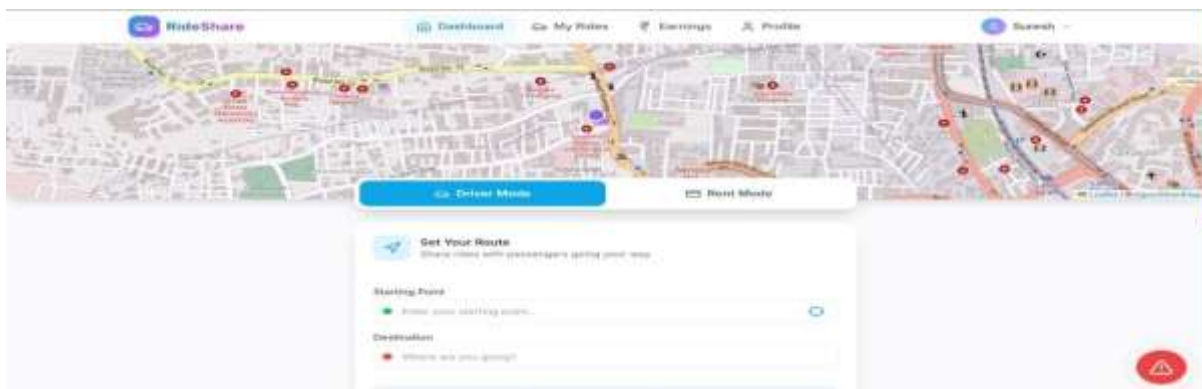 RideShare
Dashboard
My Rides
₹ Earnings
Profile
Suresh
Driver Mode
Rent Mode
Set Your Route
Share rides with passengers going your way
Starting Point
Enter your starting point...
Destination
Where are you going?